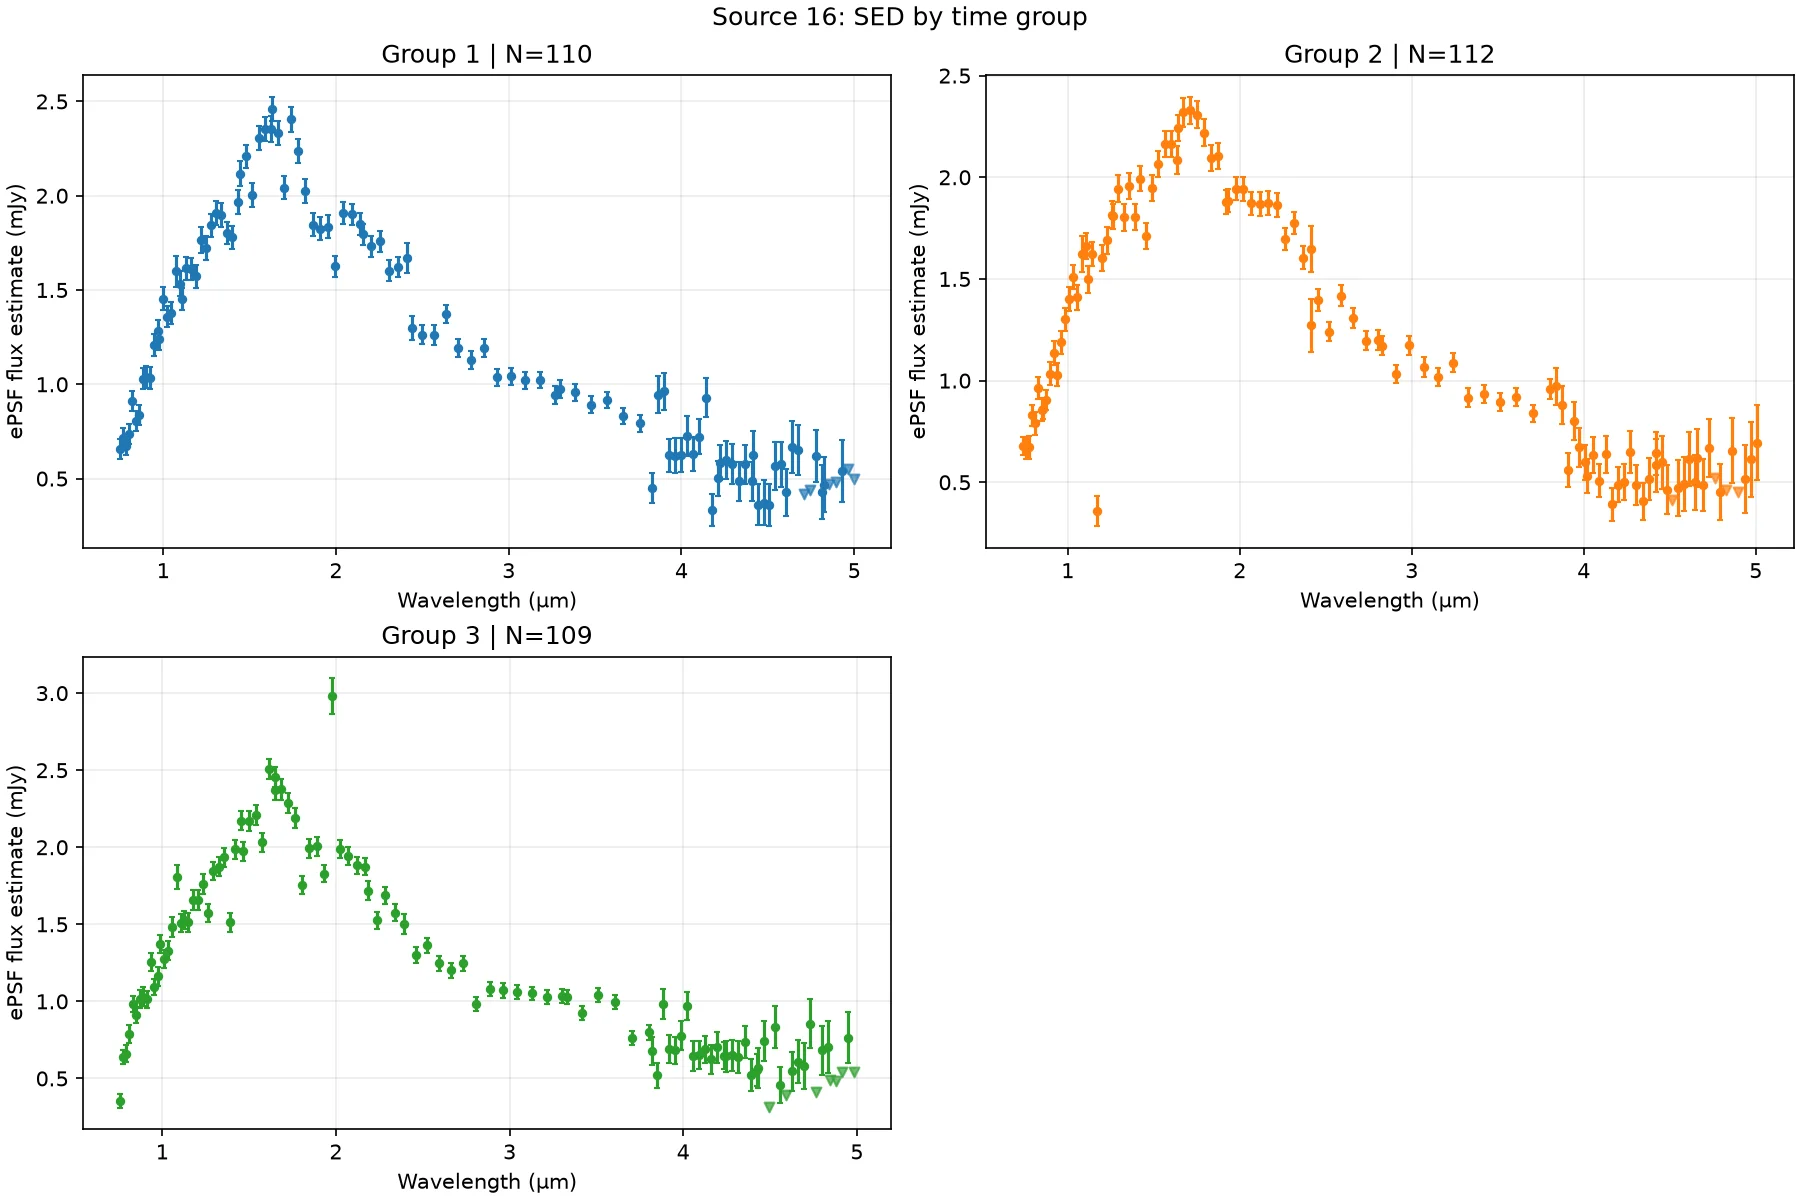 Source 16: SED by time group
Group 1 | N=110
ePSF flux estimate (mJy)
2.5
2.0
1.5
1.0
0.5
1 2 3 4 5
Wavelength (μm)
Group 2 | N=112
ePSF flux estimate (mJy)
2.5
2.0
1.5
1.0
0.5
1 2 3 4 5
Wavelength (μm)
Group 3 | N=109
ePSF flux estimate (mJy)
3.0
2.5
2.0
1.5
1.0
0.5
1 2 3 4 5
Wavelength (μm)